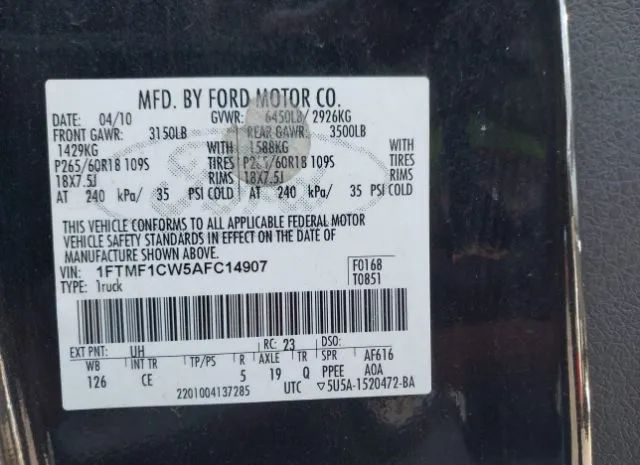 MFD. BY FORD MOTOR CO.
DATE: 04/10 GVWR: 6450LB/ 2926KG
FRONT GAWR: 3150LB REAR GAWR: 3500LB
1429KG WITH 1588KG WITH
P265/60R18 109S TIRES P265/60R18 109S TIRES
18X7.5J RIMS 18X7.5J RIMS
AT 240 kPa/ 35 PSI COLD AT 240 kPa/ 35 PSI COLD
THIS VEHICLE CONFORMS TO ALL APPLICABLE FEDERAL MOTOR
VEHICLE SAFETY STANDARDS IN EFFECT ON THE DATE OF
MANUFACTURE SHOWN ABOVE.
VIN: 1FTMF1CW5AFC14907 F0168
TYPE: Truck T0851
EXT PNT: UH RC: 23 DSO:
WB INT TR TP/PS R AXLE TR SPR AF616
126 CE 5 19 Q PPEE AOA
2201004137285 UTC ▽5U5A-1520472-BA